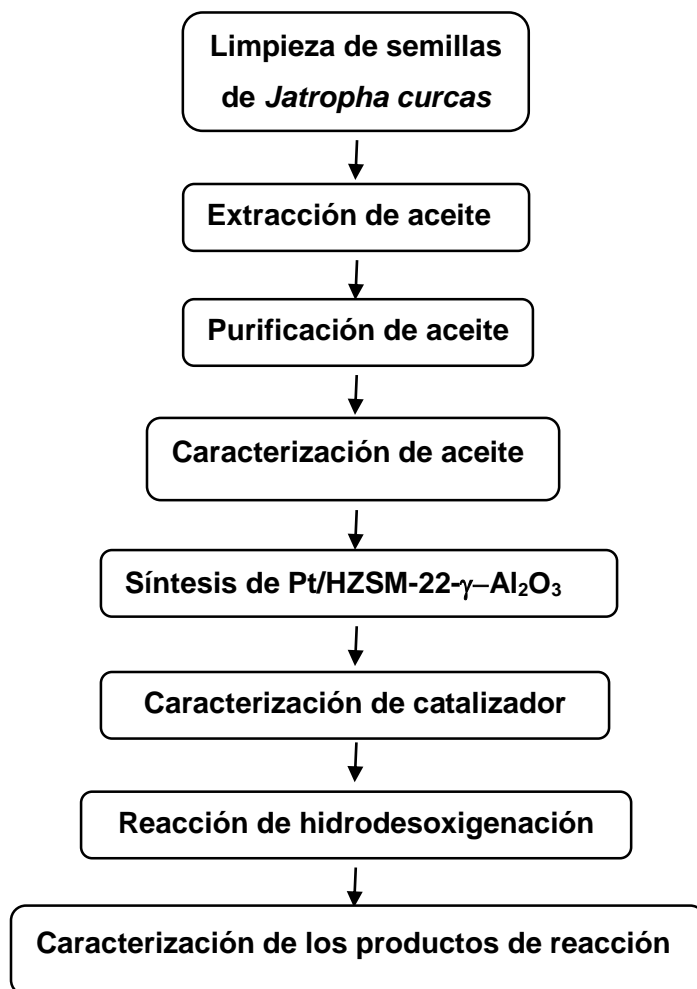 Limpieza de semillas
de Jatropha curcas
Extracción de aceite
Purificación de aceite
Caracterización de aceite
Síntesis de Pt/HZSM-22-γ–Al₂O₃
Caracterización de catalizador
Reacción de hidrodesoxigenación
Caracterización de los productos de reacción